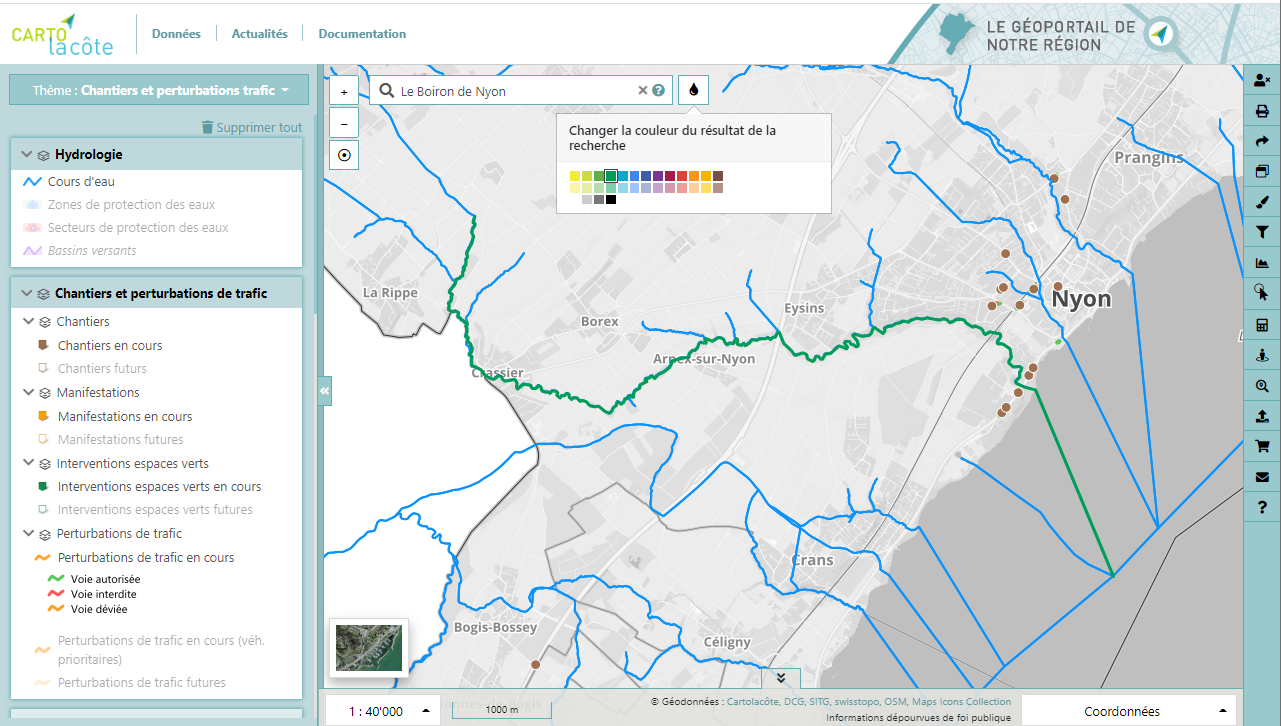 CARTO
lacôte
Données
Actualités
Documentation
LE GÉOPORTAIL DE
NOTRE RÉGION
Thème : Chantiers et perturbations trafic
Supprimer tout
Hydrologie
Cours d'eau
Zones de protection des eaux
Secteurs de protection des eaux
Bassins versants
Chantiers et perturbations de trafic
Chantiers
Chantiers en cours
Chantiers futurs
Manifestations
Manifestations en cours
Manifestations futures
Interventions espaces verts
Interventions espaces verts en cours
Interventions espaces verts futures
Perturbations de trafic
Perturbations de trafic en cours
Voie autorisée
Voie interdite
Voie déviée
Perturbations de trafic en cours (véh.
prioritaires)
Perturbations de trafic futures
+
−
Le Boiron de Nyon
×
?
Changer la couleur du résultat de la
recherche
Prangins
La Rippe
Nyon
Eysins
Borex
Arnex-sur-Nyon
Crassier
Crans
Bogis-Bossey
Céligny
«
?
1 : 40'000
1000 m
© Géodonnées : Cartolacôte, DCG, SITG, swisstopo, OSM, Maps Icons Collection
Informations dépourvues de foi publique
Coordonnées